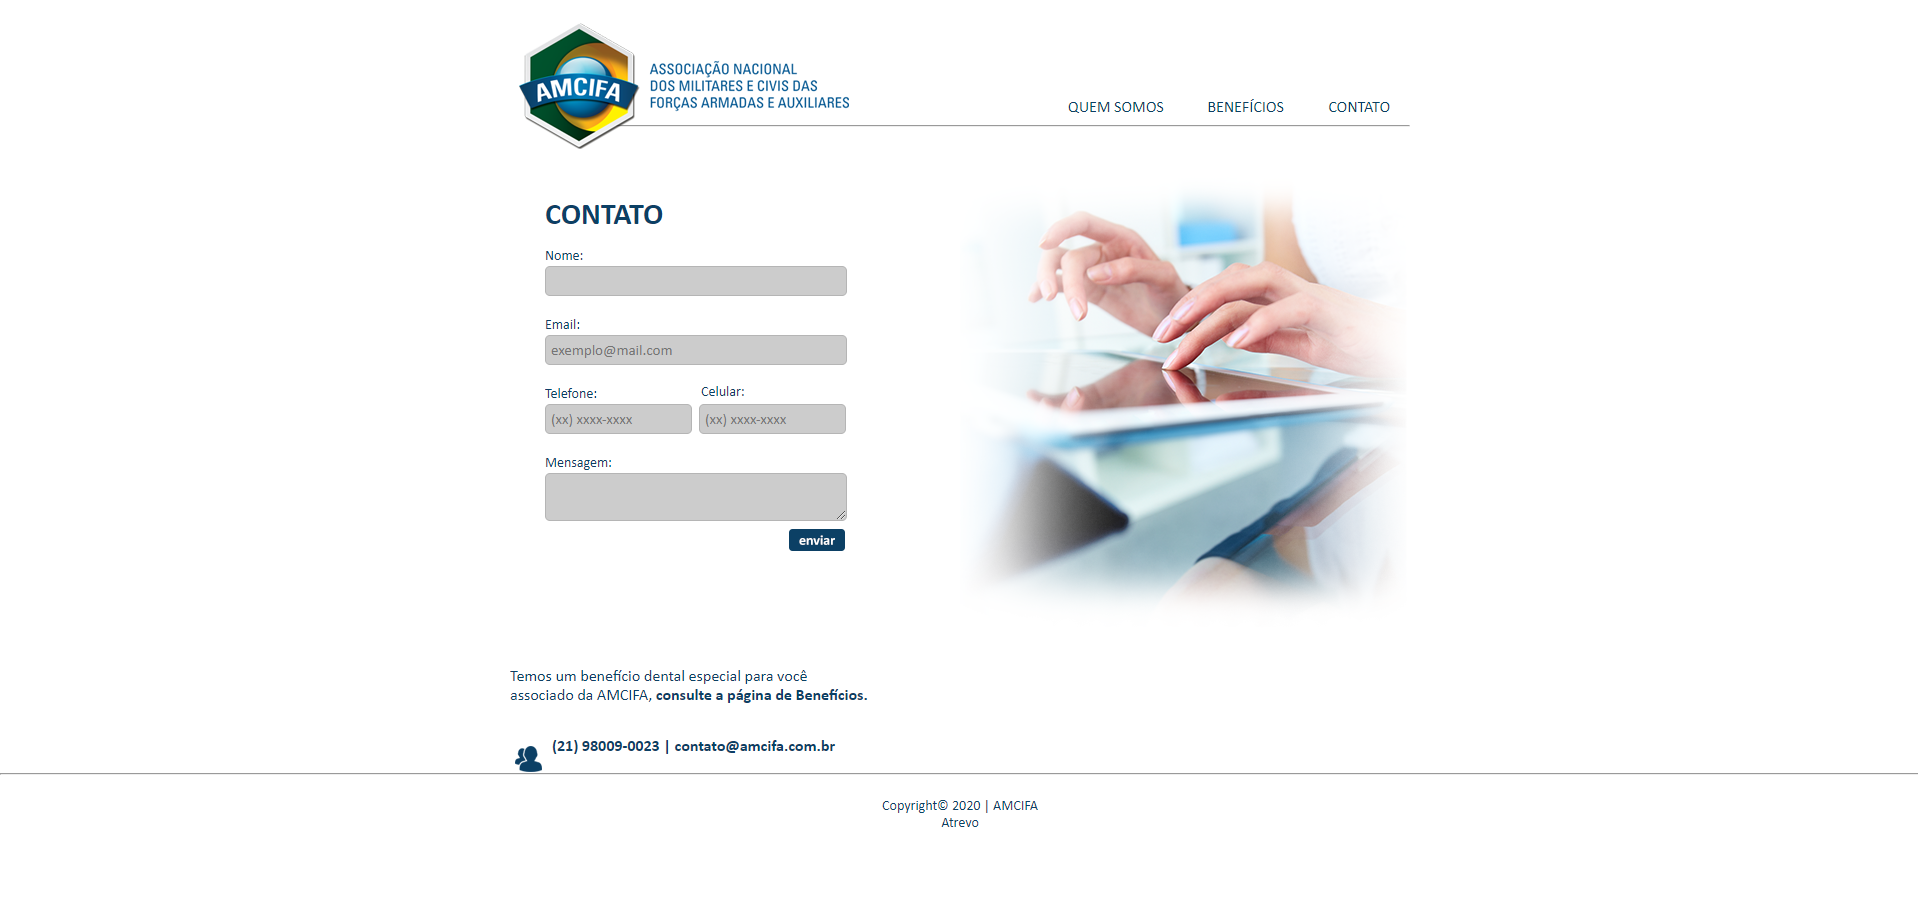 AMCIFA
ASSOCIAÇÃO NACIONAL
DOS MILITARES E CIVIS DAS
FORÇAS ARMADAS E AUXILIARES
QUEM SOMOS
BENEFÍCIOS
CONTATO
CONTATO
Nome:
Email:
exemplo@mail.com
Telefone:
Celular:
(xx) xxxx-xxxx
(xx) xxxx-xxxx
Mensagem:
enviar
Temos um benefício dental especial para você
associado da AMCIFA, consulte a página de Benefícios.
(21) 98009-0023 | contato@amcifa.com.br
Copyright© 2020 | AMCIFA
Atrevo